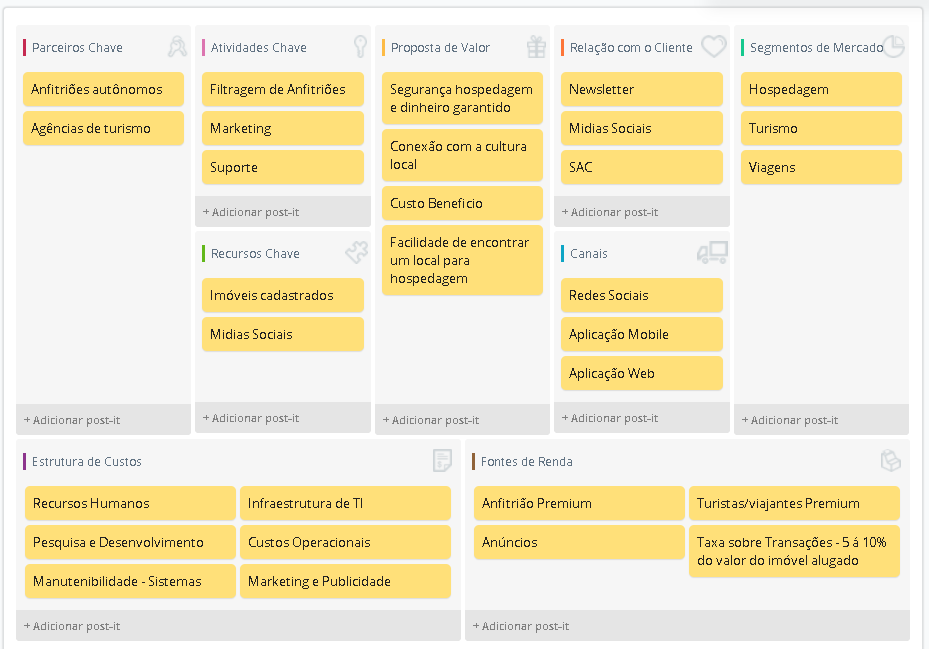 Parceiros Chave
Anfitriões autônomos
Agências de turismo
+ Adicionar post-it
Atividades Chave
Filtragem de Anfitriões
Marketing
Suporte
+ Adicionar post-it
Recursos Chave
Imóveis cadastrados
Midias Sociais
+ Adicionar post-it
Proposta de Valor
Segurança hospedagem
e dinheiro garantido
Conexão com a cultura
local
Custo Beneficio
Facilidade de encontrar
um local para
hospedagem
+ Adicionar post-it
Relação com o Cliente
Newsletter
Midias Sociais
SAC
+ Adicionar post-it
Canais
Redes Sociais
Aplicação Mobile
Aplicação Web
+ Adicionar post-it
Segmentos de Mercado
Hospedagem
Turismo
Viagens
+ Adicionar post-it
Estrutura de Custos
Recursos Humanos
Infraestrutura de TI
Pesquisa e Desenvolvimento
Custos Operacionais
Manutenibilidade - Sistemas
Marketing e Publicidade
+ Adicionar post-it
Fontes de Renda
Anfitrião Premium
Turistas/viajantes Premium
Anúncios
Taxa sobre Transações - 5 á 10%
do valor do imóvel alugado
+ Adicionar post-it